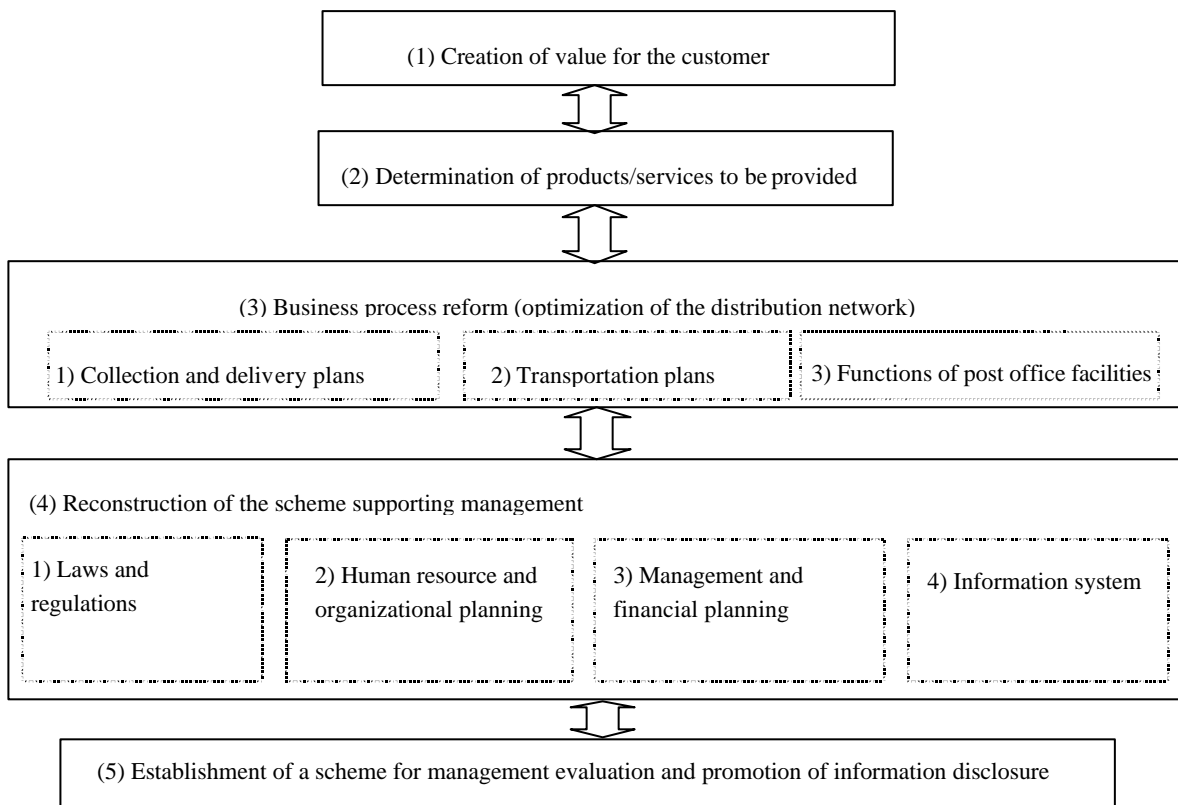 (1) Creation of value for the customer
(2) Determination of products/services to be provided
(3) Business process reform (optimization of the distribution network)
1) Collection and delivery plans
2) Transportation plans
3) Functions of post office facilities
(4) Reconstruction of the scheme supporting management
1) Laws and
regulations
2) Human resource and
organizational planning
3) Management and
financial planning
4) Information system
(5) Establishment of a scheme for management evaluation and promotion of information disclosure